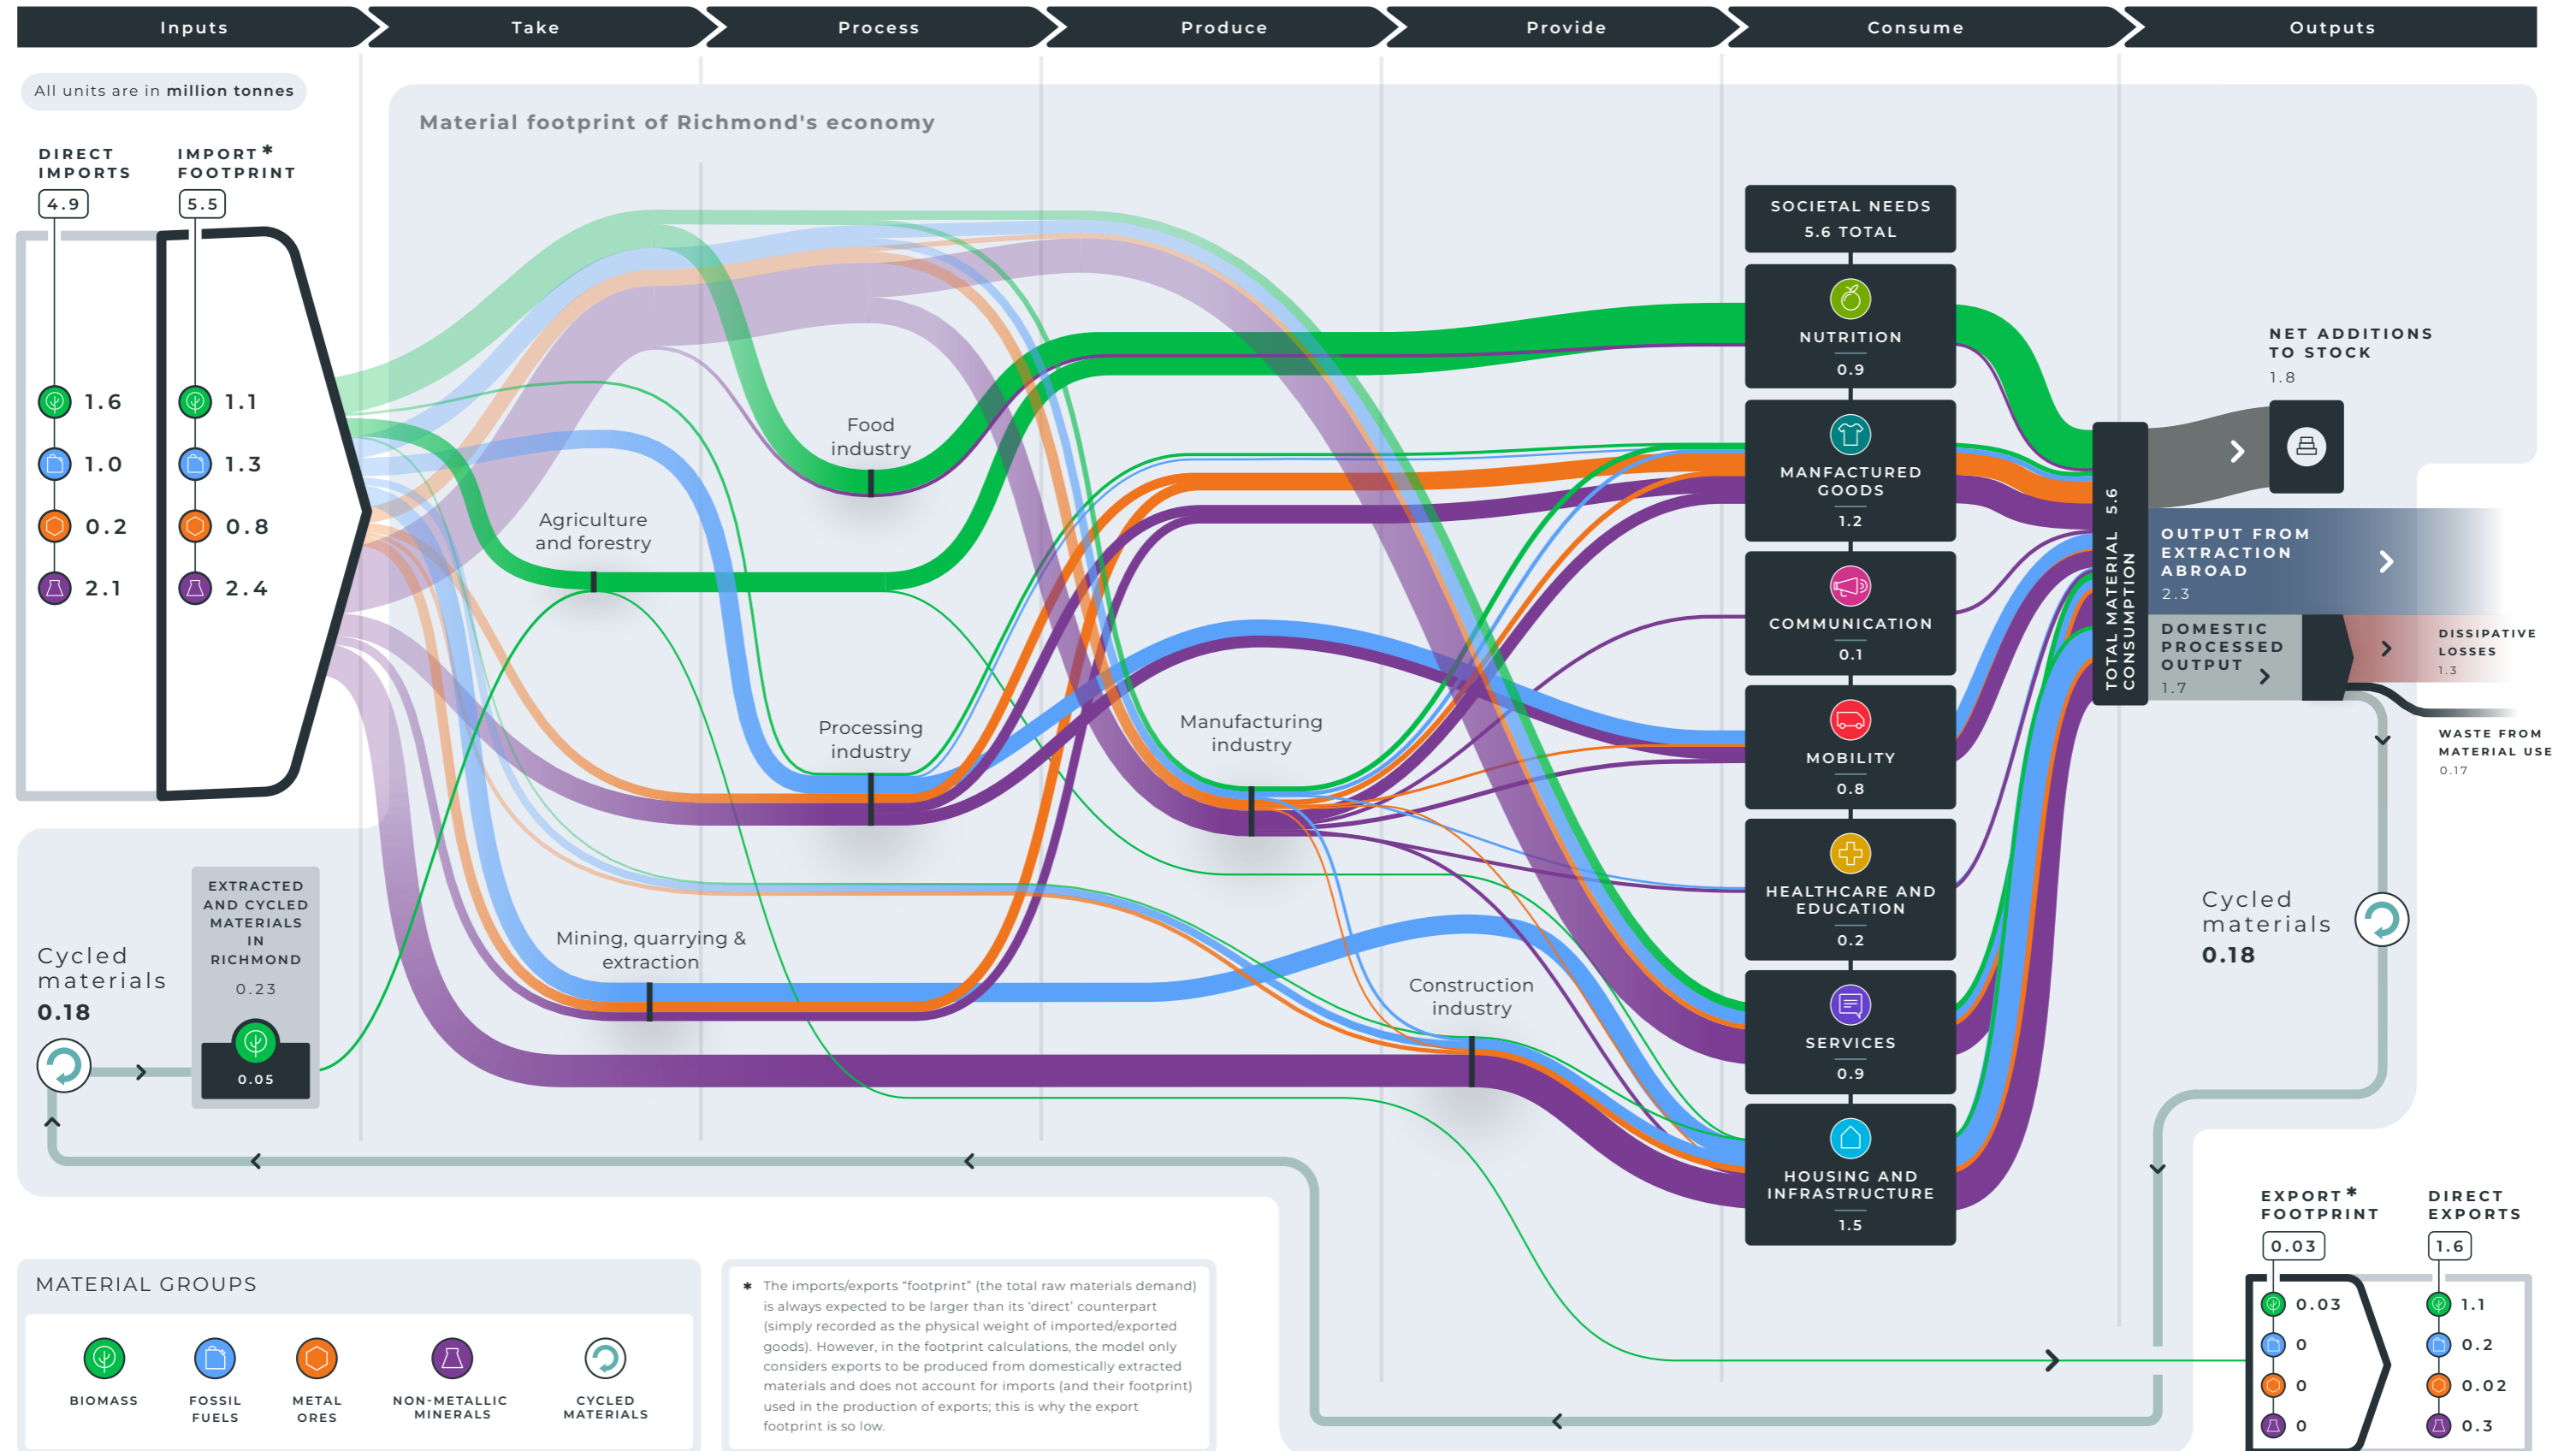 Inputs
Take
Process
Produce
Provide
Consume
Outputs
All units are in million tonnes
Material footprint of Richmond's economy
DIRECT
IMPORTS
4.9
1.6
1.0
0.2
2.1
IMPORT*
FOOTPRINT
5.5
1.1
1.3
0.8
2.4
Food
industry
Agriculture
and forestry
Processing
industry
Manufacturing
industry
Mining, quarrying &
extraction
Construction
industry
SOCIETAL NEEDS
5.6 TOTAL
NUTRITION
0.9
MANFACTURED
GOODS
1.2
COMMUNICATION
0.1
MOBILITY
0.8
HEALTHCARE AND
EDUCATION
0.2
SERVICES
0.9
HOUSING AND
INFRASTRUCTURE
1.5
TOTAL MATERIAL 5.6
CONSUMPTION
NET ADDITIONS
TO STOCK
1.8
OUTPUT FROM
EXTRACTION
ABROAD
2.3
DOMESTIC
PROCESSED
OUTPUT
1.7
DISSIPATIVE
LOSSES
1.3
WASTE FROM
MATERIAL USE
0.17
Cycled
materials
0.18
EXTRACTED
AND CYCLED
MATERIALS
IN
RICHMOND
0.23
0.05
Cycled
materials
0.18
EXPORT*
FOOTPRINT
0.03
0.03
0
0
0
DIRECT
EXPORTS
1.6
1.1
0.2
0.02
0.3
MATERIAL GROUPS
BIOMASS
FOSSIL
FUELS
METAL
ORES
NON-METALLIC
MINERALS
CYCLED
MATERIALS
* The imports/exports “footprint” (the total raw materials demand)
is always expected to be larger than its ‘direct’ counterpart
(simply recorded as the physical weight of imported/exported
goods). However, in the footprint calculations, the model only
considers exports to be produced from domestically extracted
materials and does not account for imports (and their footprint)
used in the production of exports; this is why the export
footprint is so low.